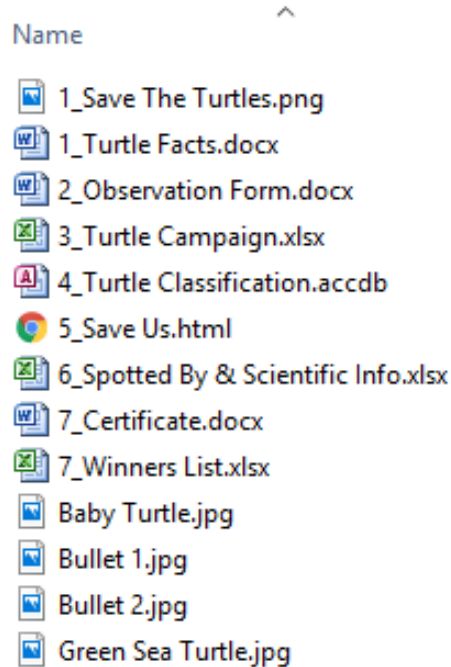 Name
1_Save The Turtles.png
1_Turtle Facts.docx
2_Observation Form.docx
3_Turtle Campaign.xlsx
4_Turtle Classification.accdb
5_Save Us.html
6_Spotted By & Scientific Info.xlsx
7_Certificate.docx
7_Winners List.xlsx
Baby Turtle.jpg
Bullet 1.jpg
Bullet 2.jpg
Green Sea Turtle.jpg